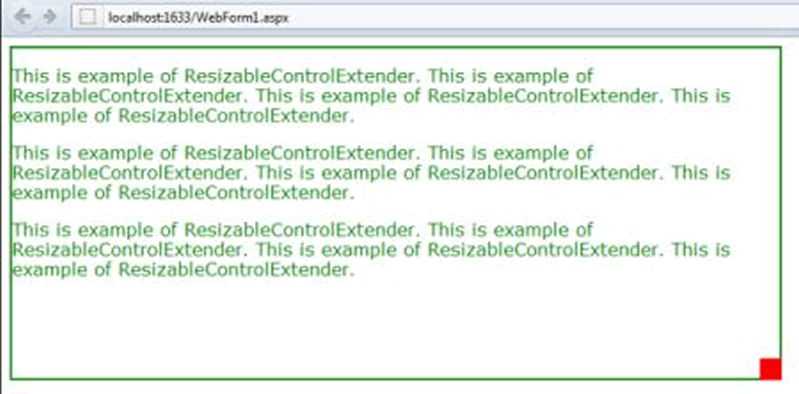 localhost:1633/WebForm1.aspx
This is example of ResizableControlExtender. This is example of
ResizableControlExtender. This is example of ResizableControlExtender. This is
example of ResizableControlExtender.
This is example of ResizableControlExtender. This is example of
ResizableControlExtender. This is example of ResizableControlExtender. This is
example of ResizableControlExtender.
This is example of ResizableControlExtender. This is example of
ResizableControlExtender. This is example of ResizableControlExtender. This is
example of ResizableControlExtender.